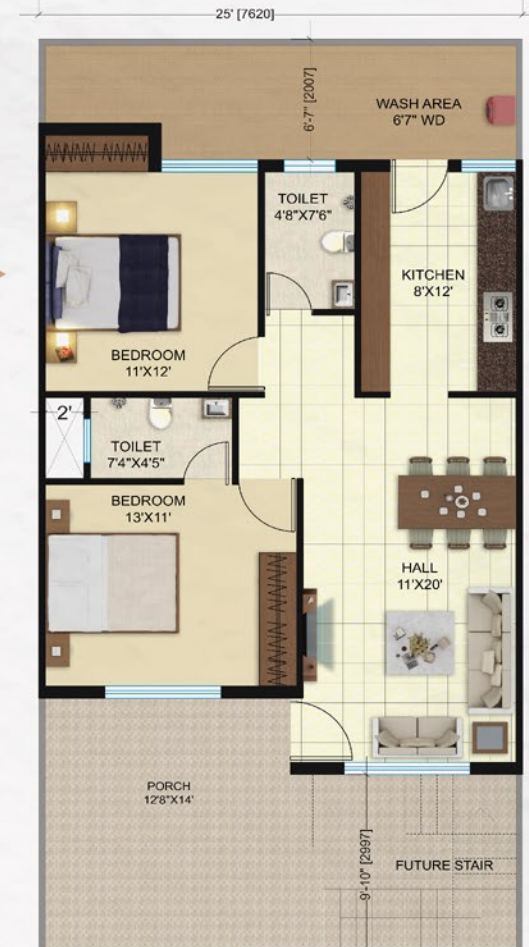 25' [7620]
6'-7" [2007]
WASH AREA
6'7" WD
TOILET
4'8"X7'6"
KITCHEN
8'X12'
BEDROOM
11'X12'
2'
TOILET
7'4"X4'5"
BEDROOM
13'X11'
HALL
11'X20'
PORCH
12'8"X14'
9'-10" [2997]
FUTURE STAIR